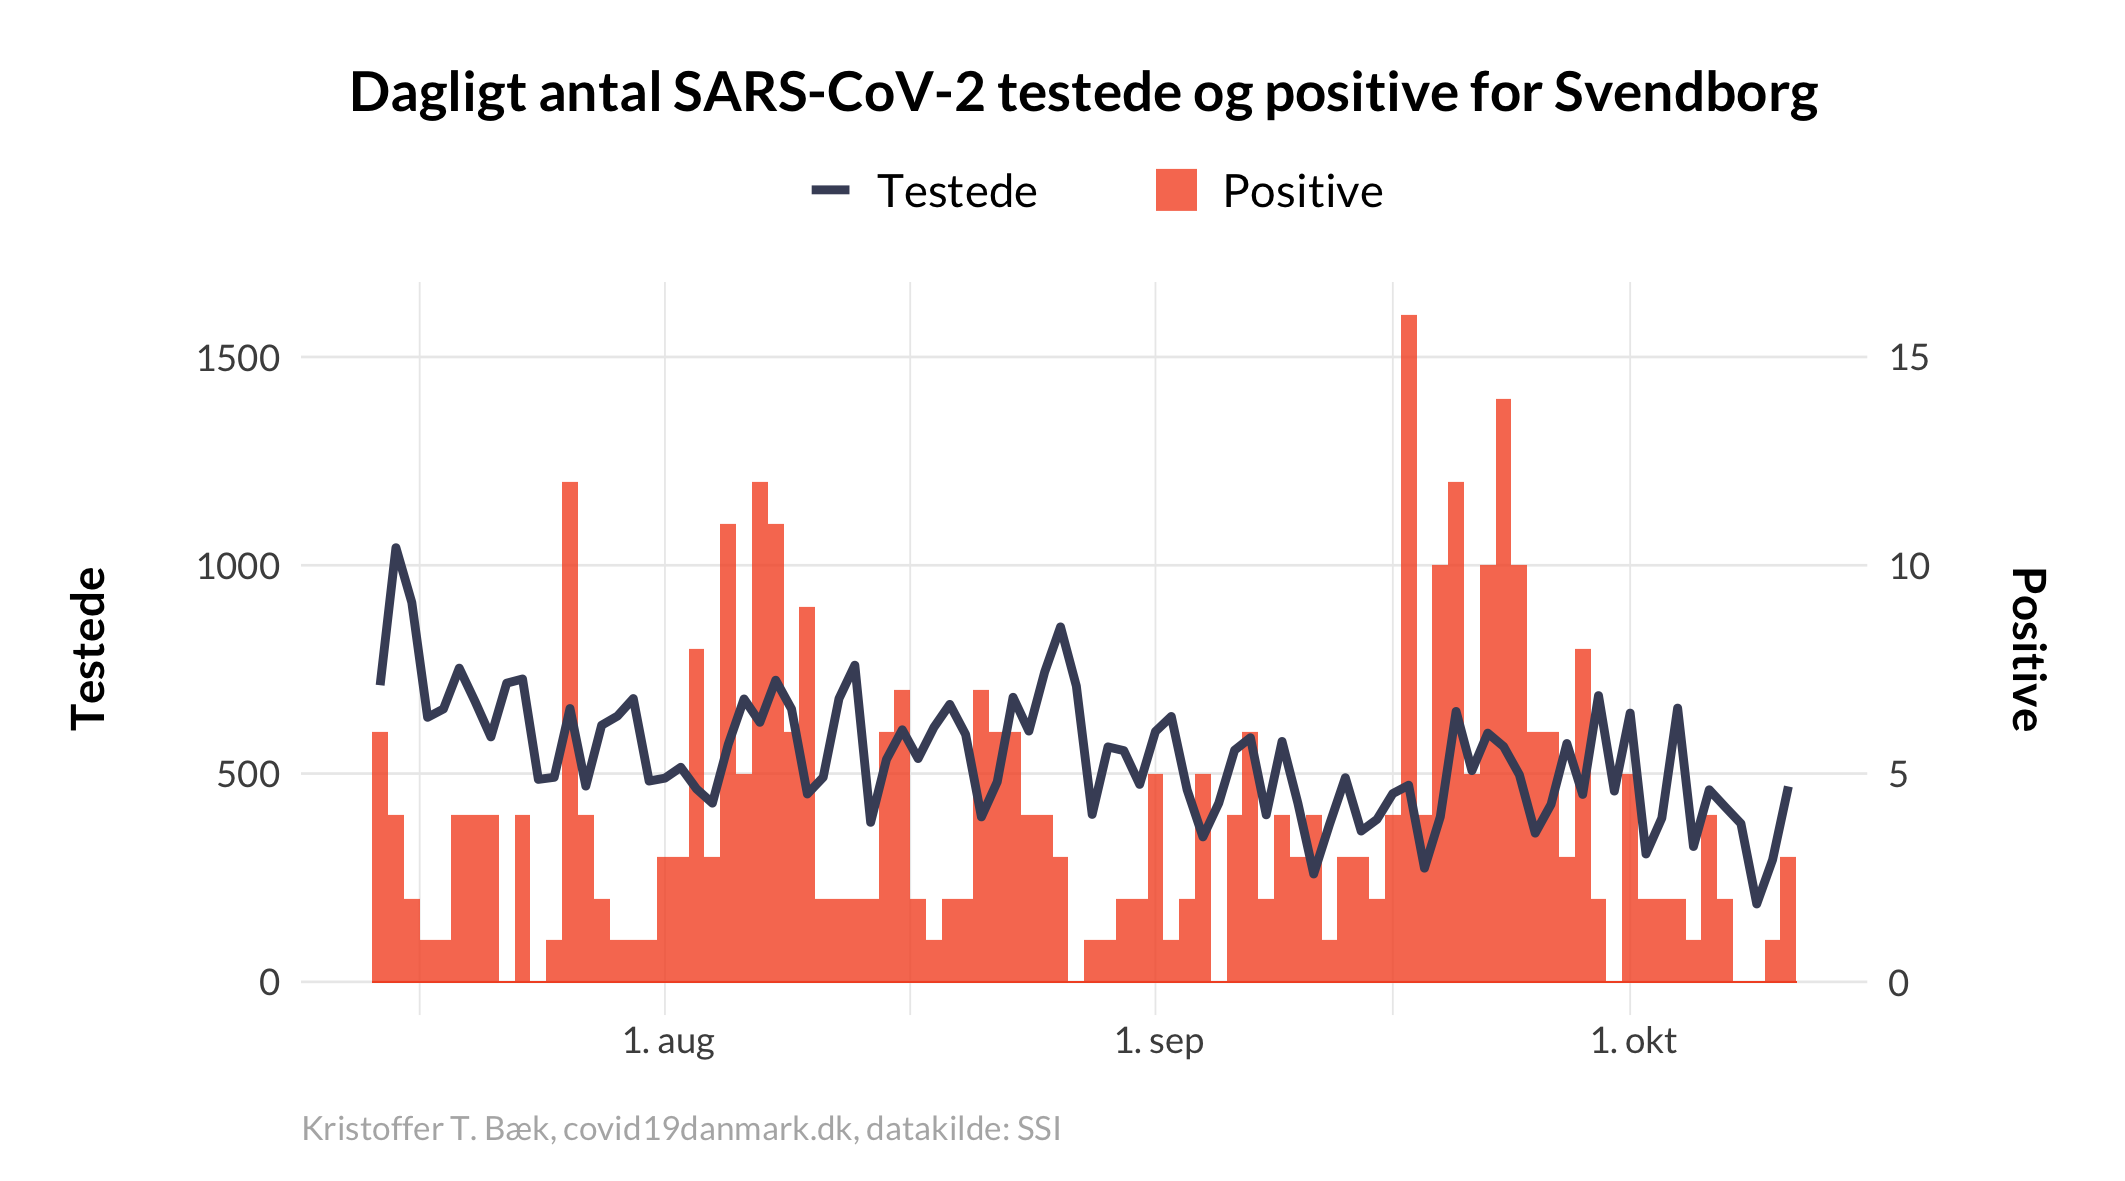 Dagligt antal SARS-CoV-2 testede og positive for Svendborg
Testede
Positive
1500
1000
500
0
15
10
5
0
Testede
Positive
1. aug
1. sep
1. okt
Kristoffer T. Bæk, covid19danmark.dk, datakilde: SSI